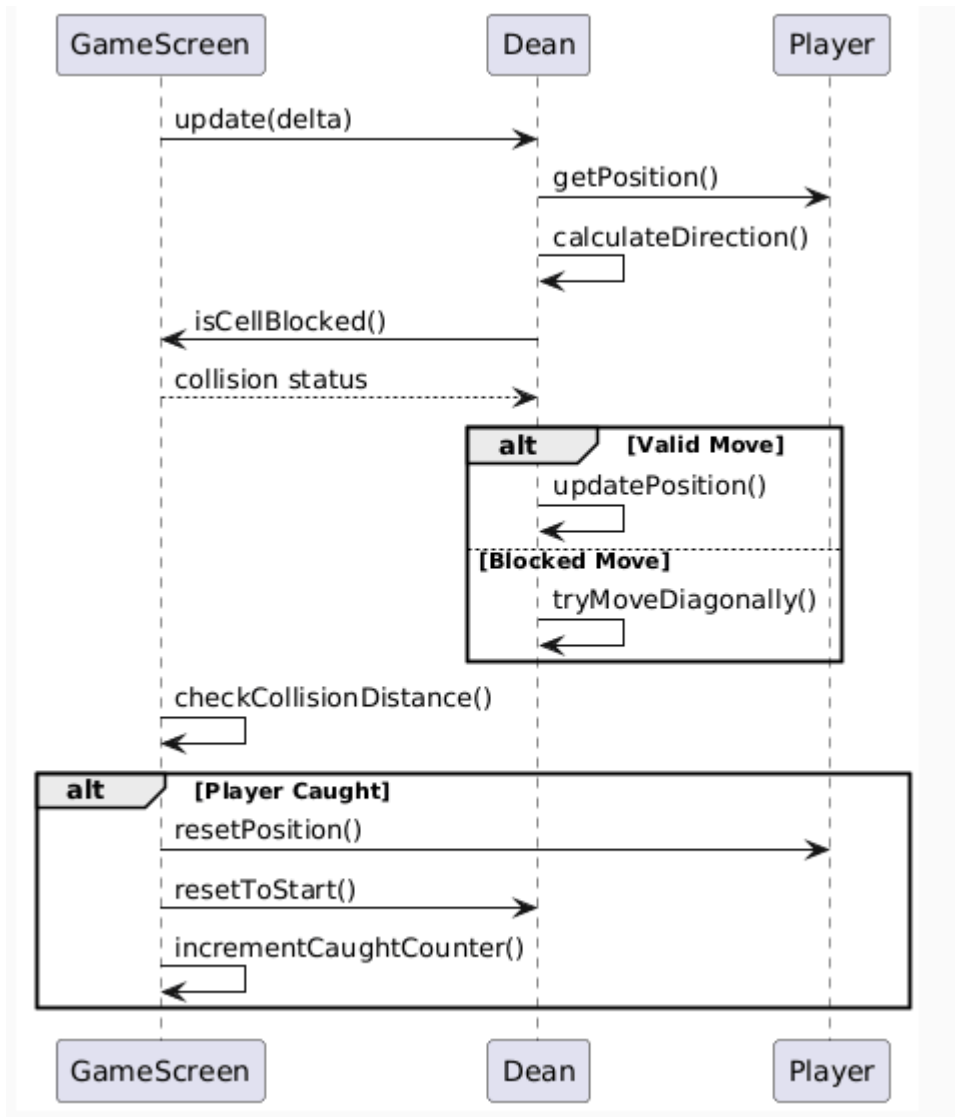 GameScreen Dean Player
update(delta)
getPosition()
calculateDirection()
isCellBlocked()
collision status
alt [Valid Move]
updatePosition()
[Blocked Move]
tryMoveDiagonally()
checkCollisionDistance()
alt [Player Caught]
resetPosition()
resetToStart()
incrementCaughtCounter()
GameScreen Dean Player